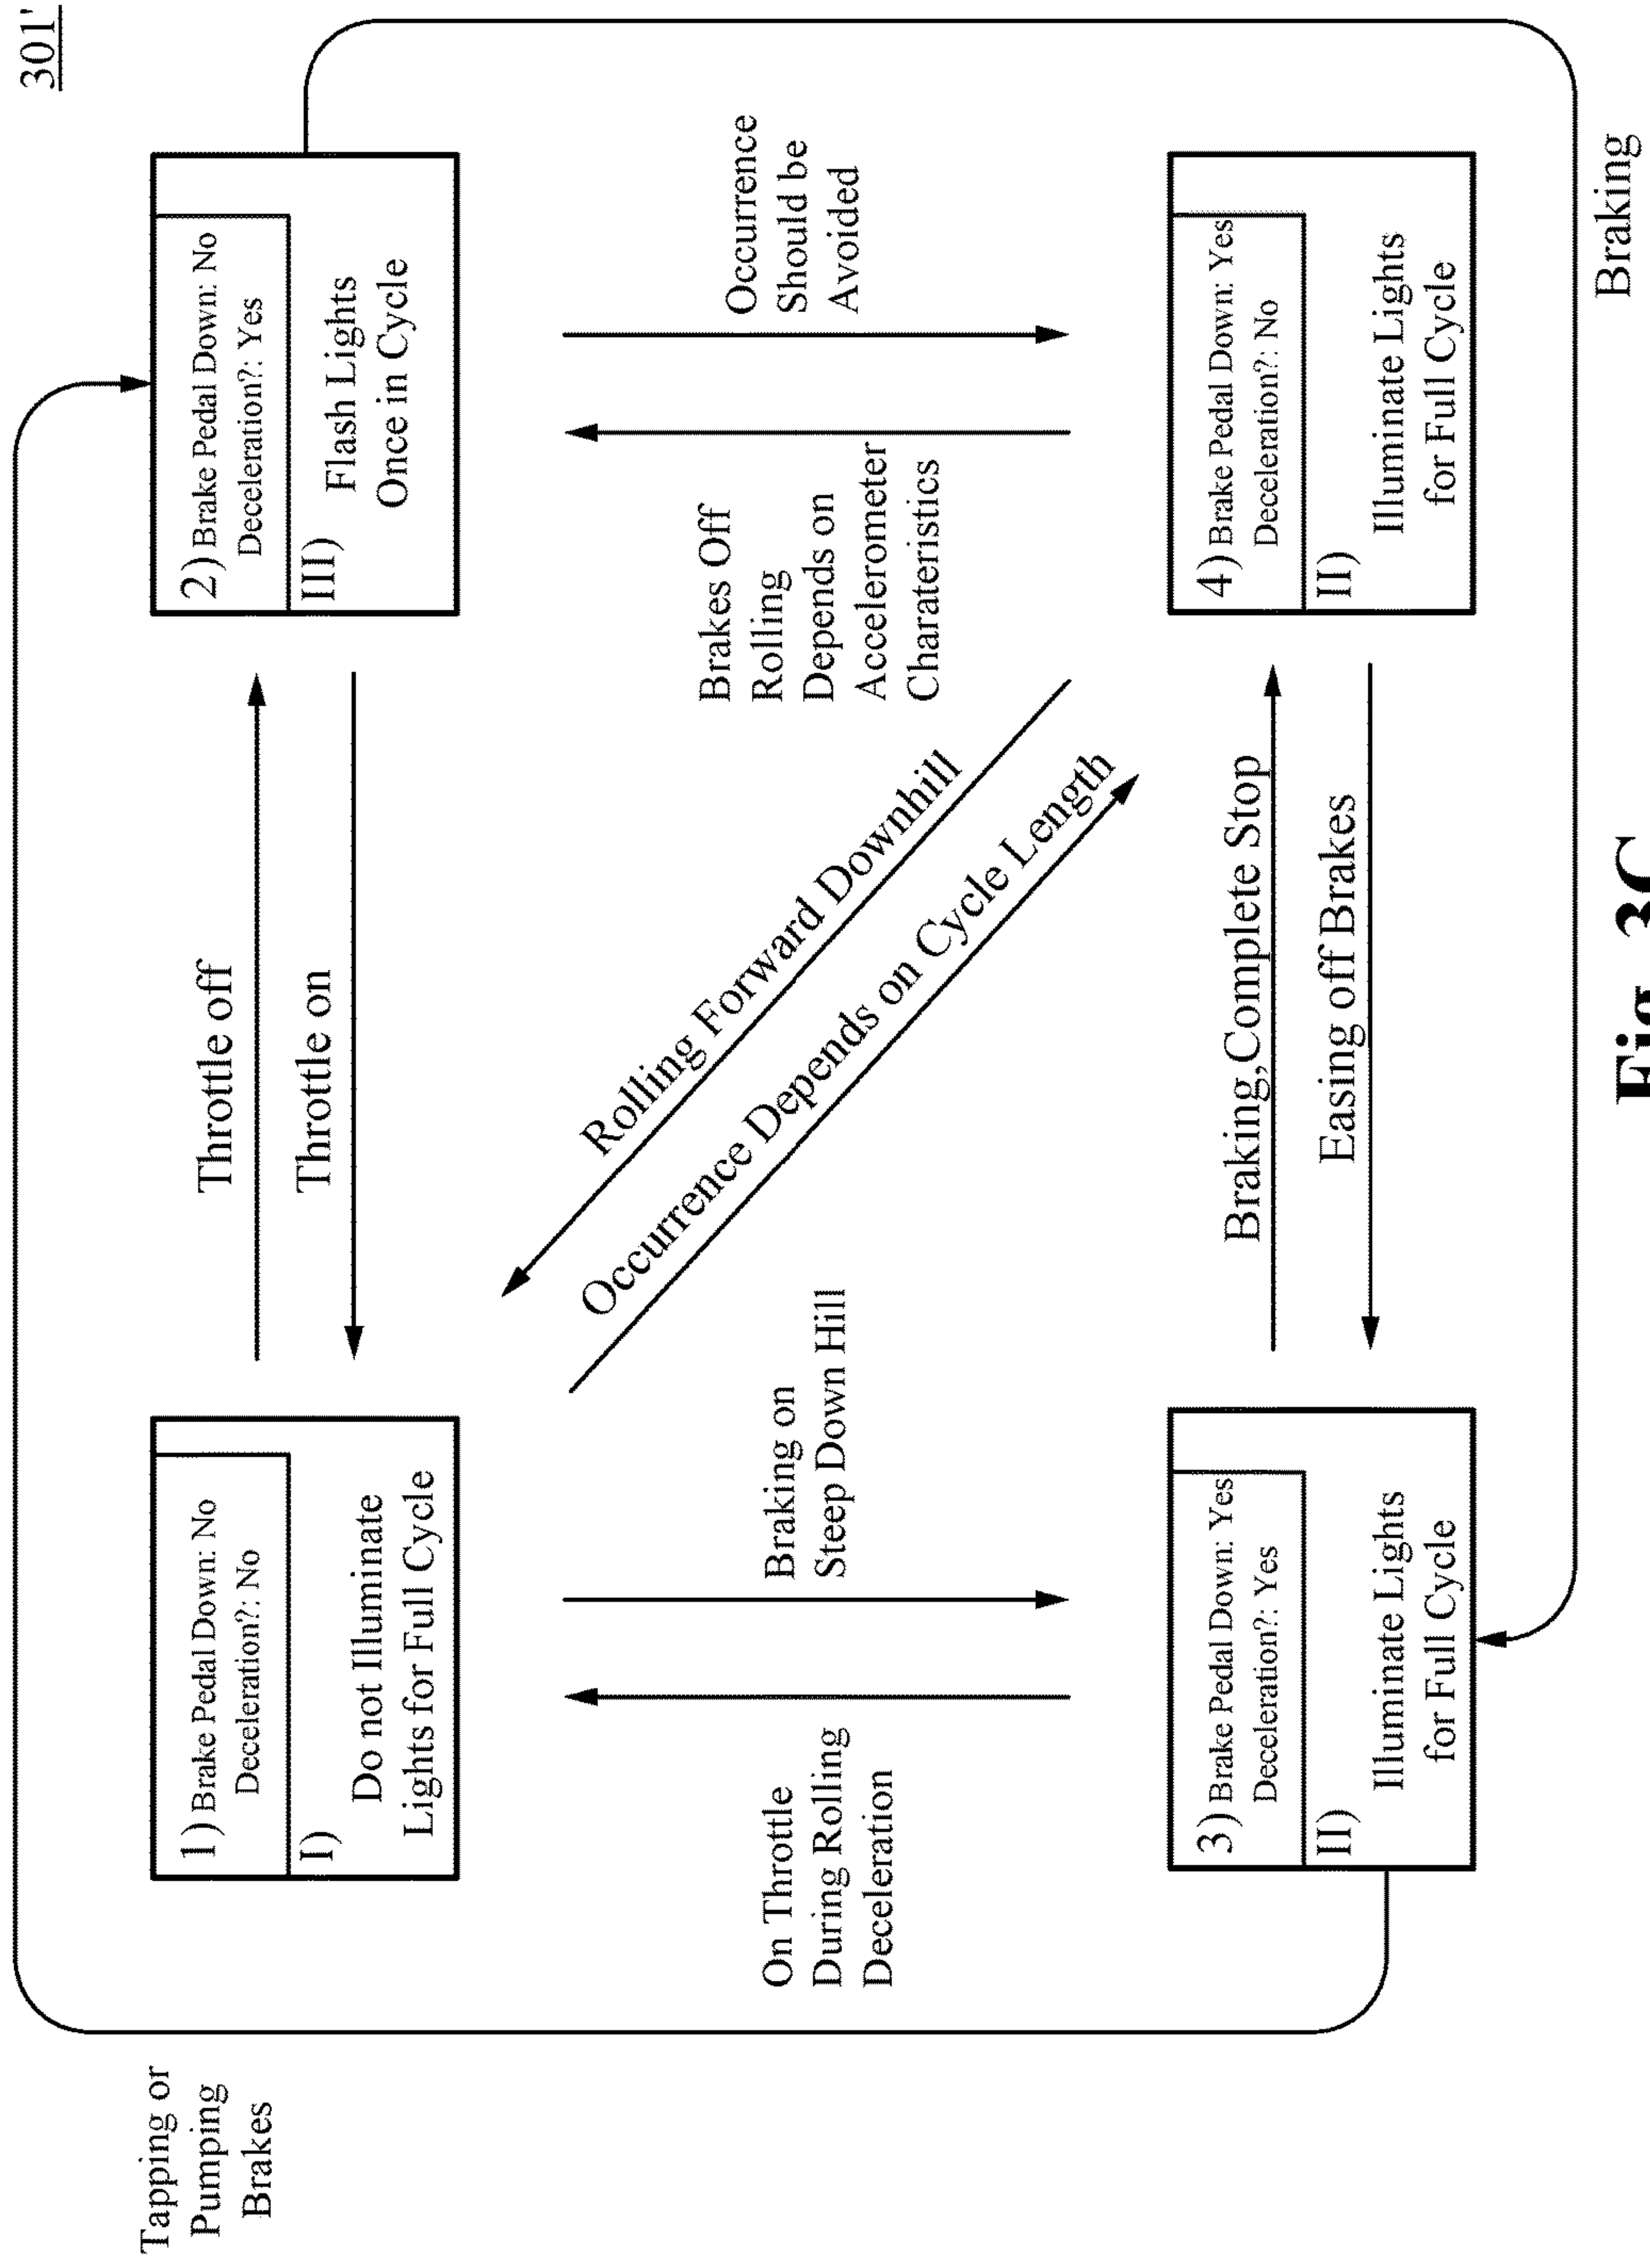 301'
Tapping or
Pumping
Brakes
1) Brake Pedal Down: No
Deceleration?: No
I)
Do not Illuminate
Lights for Full Cycle
Throttle off
Throttle on
2) Brake Pedal Down: No
Deceleration?: Yes
III)
Flash Lights
Once in Cycle
On Throttle
During Rolling
Deceleration
Braking on
Steep Down Hill
Rolling Forward Downhill
Occurrence Depends on Cycle Length
Brakes Off
Rolling
Depends on
Accelerometer
Charateristics
Occurrence
Should be
Avoided
3) Brake Pedal Down: Yes
Deceleration?: Yes
II)
Illuminate Lights
for Full Cycle
Braking,Complete Stop
Easing off Brakes
4) Brake Pedal Down: Yes
Deceleration?: No
II)
Illuminate Lights
for Full Cycle
Braking
Fig. 3C